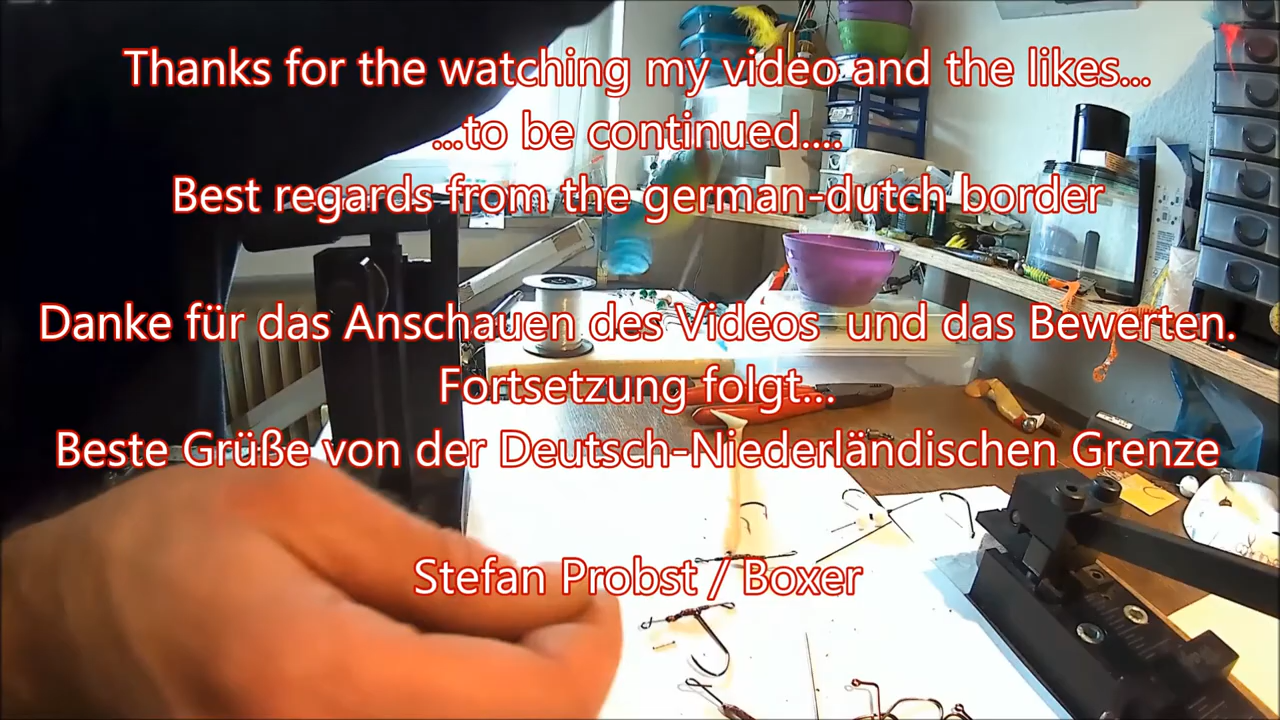 Thanks for the watching my video and the likes...
...to be continued....
Best regards from the german-dutch border
Danke für das Anschauen des Videos und das Bewerten.
Fortsetzung folgt...
Beste Grüße von der Deutsch-Niederländischen Grenze
Stefan Probst / Boxer